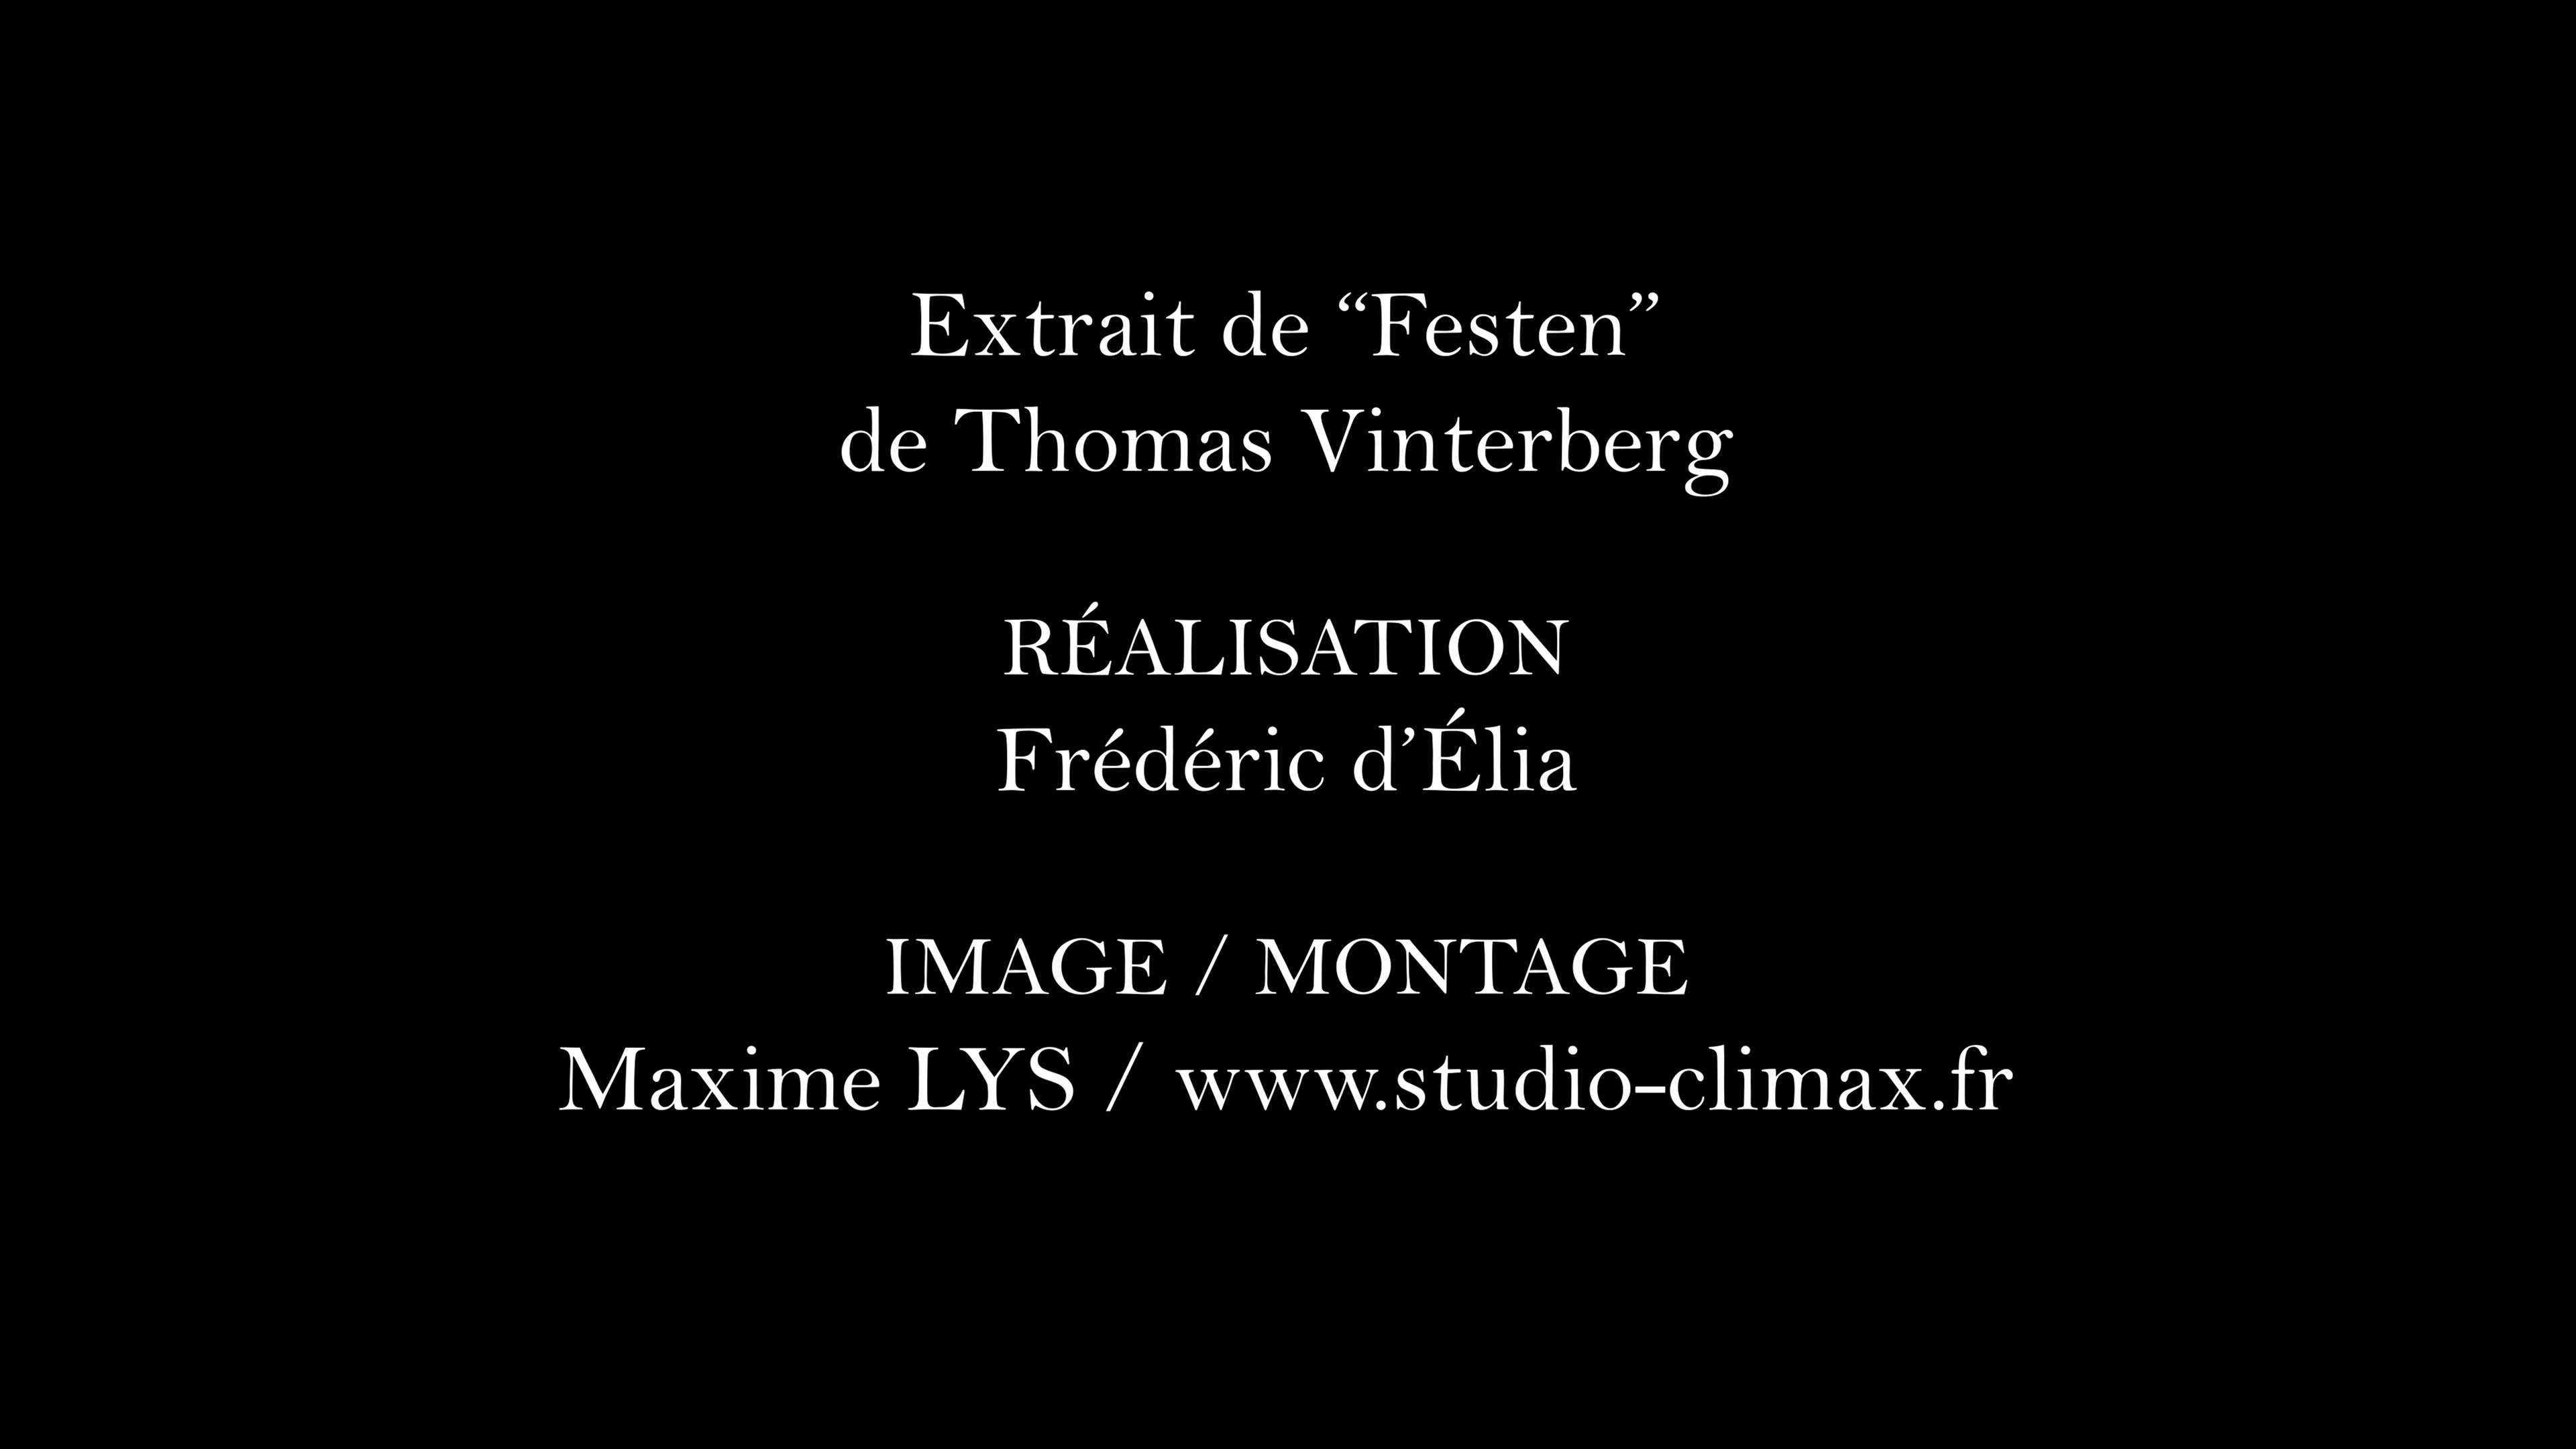 Extrait de “Festen”
de Thomas Vinterberg
RÉALISATION
Frédéric d’Élia
IMAGE / MONTAGE
Maxime LYS / www.studio-climax.fr